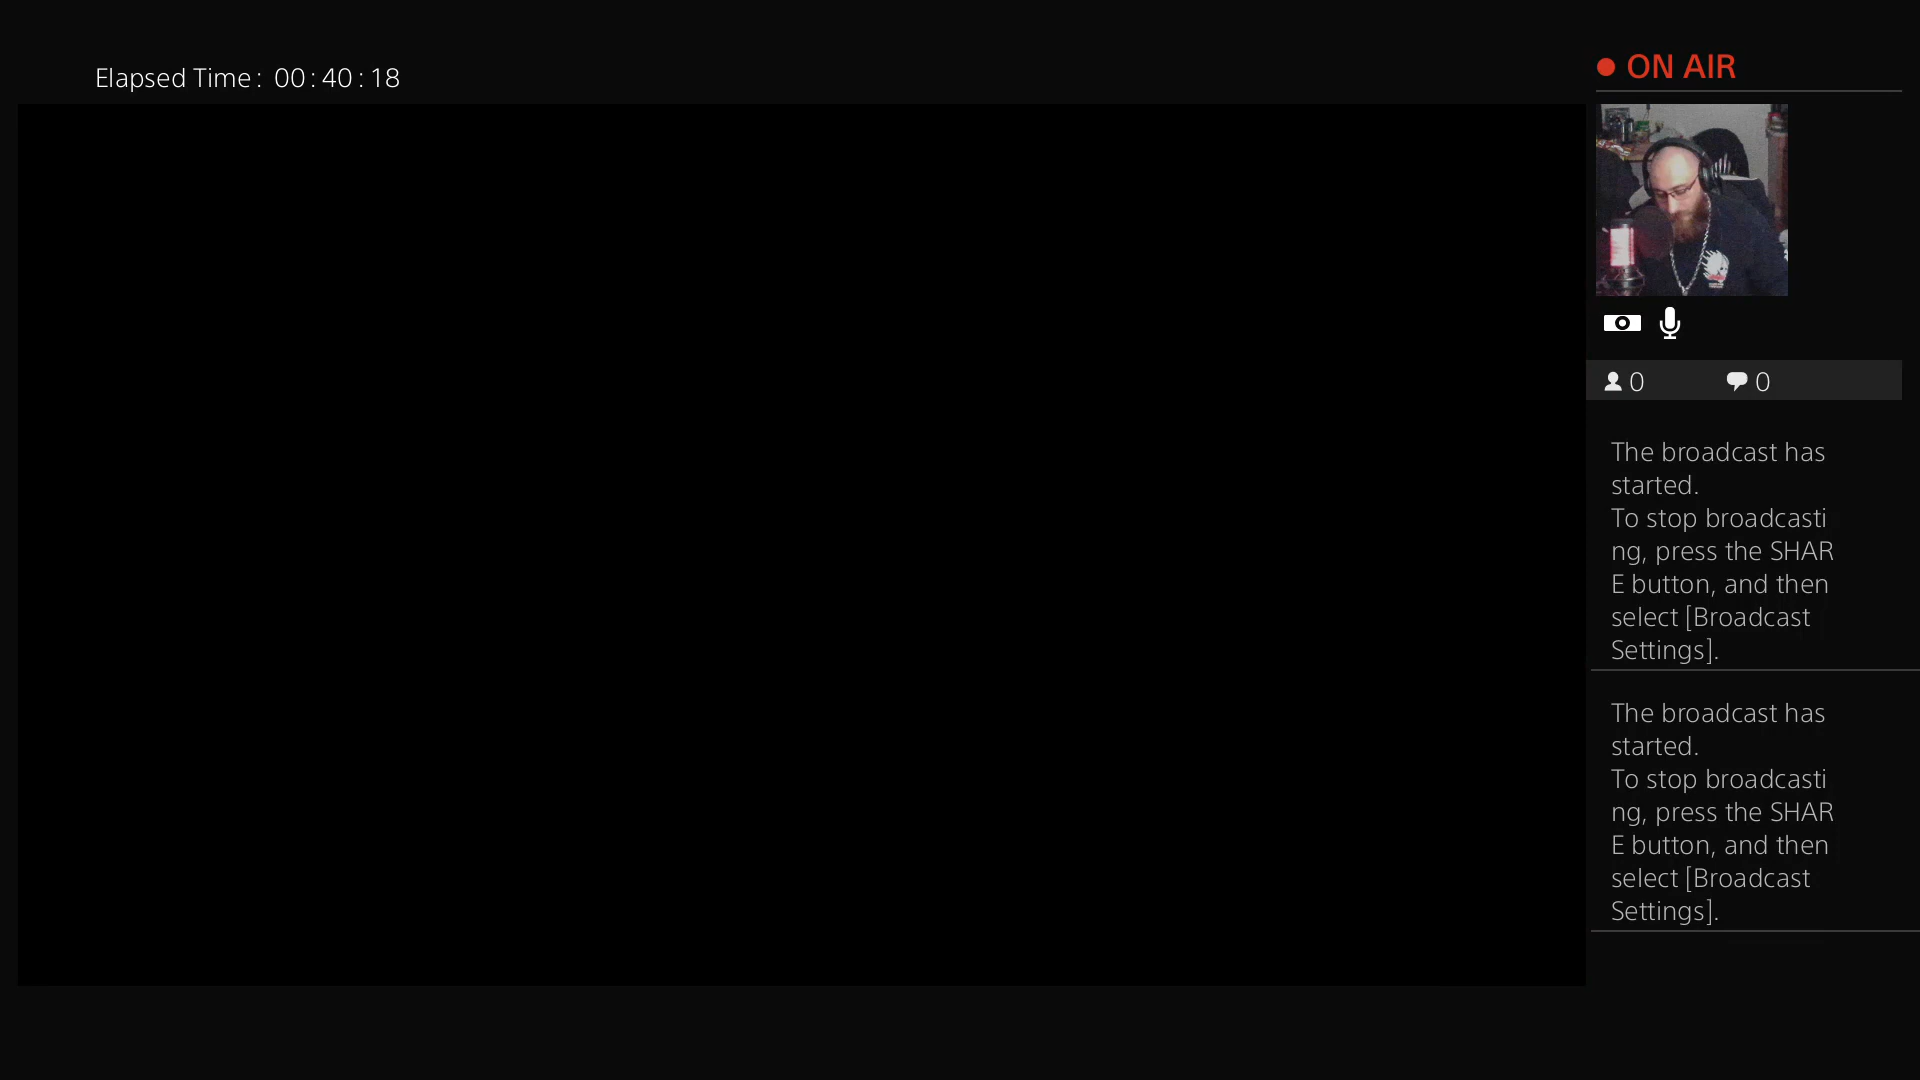 Elapsed Time: 00:40:18
ON AIR
0
0
The broadcast has
started.
To stop broadcasti
ng, press the SHAR
E button, and then
select [Broadcast
Settings].
The broadcast has
started.
To stop broadcasti
ng, press the SHAR
E button, and then
select [Broadcast
Settings].